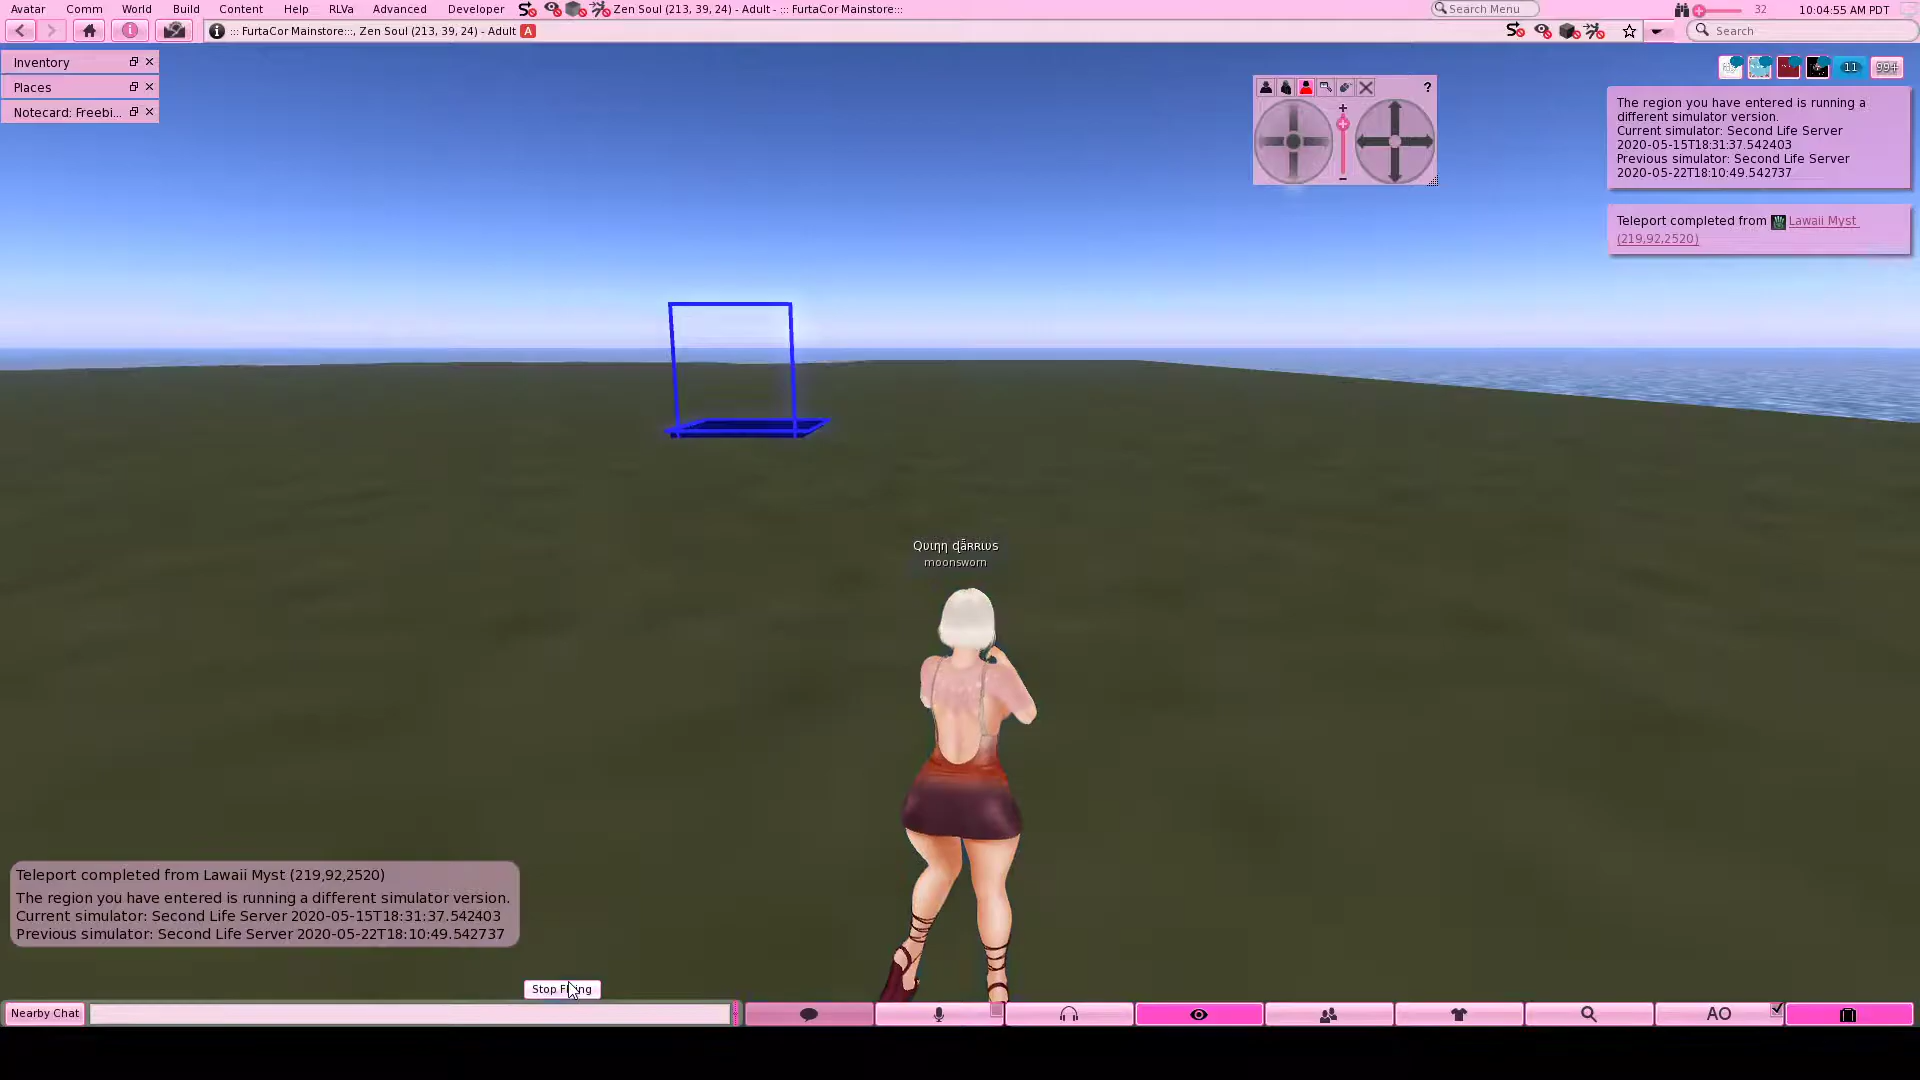 Avatar Comm World Build Content Help RLVa Advanced Developer Zen Soul (213, 39, 24) - Adult - ::: FurtaCor Mainstore::: Search Menu 32 10:04:55 AM PDT
::: FurtaCor Mainstore:::, Zen Soul (213, 39, 24) - Adult A Search
Inventory
Places
Notecard: Freebi...
?
11 99+
The region you have entered is running a
different simulator version.
Current simulator: Second Life Server
2020-05-15T18:31:37.542403
Previous simulator: Second Life Server
2020-05-22T18:10:49.542737
Teleport completed from Lawaii Myst
(219,92,2520)
moonsworn
Teleport completed from Lawaii Myst (219,92,2520)
The region you have entered is running a different simulator version.
Current simulator: Second Life Server 2020-05-15T18:31:37.542403
Previous simulator: Second Life Server 2020-05-22T18:10:49.542737
Stop
Nearby Chat
AO